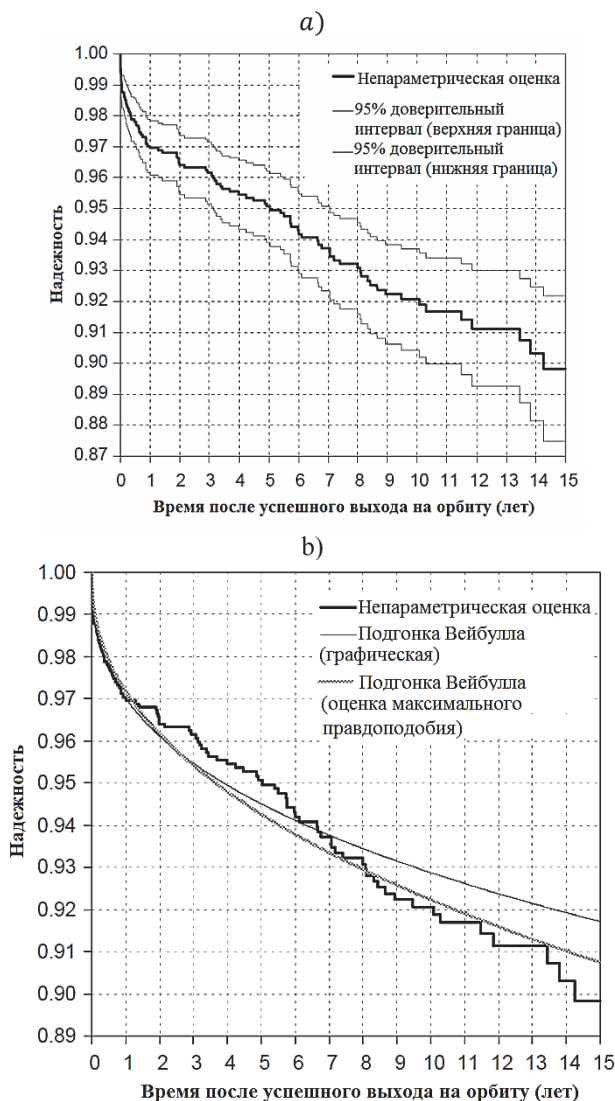 a)
1.00
0.99
0.98
0.97
0.96
0.95
0.94
0.93
0.92
0.91
0.90
0.89
0.88
0.87
Надежность
Непараметрическая оценка
95% доверительный
интервал (верхняя граница)
95% доверительный
интервал (нижняя граница)
0 1 2 3 4 5 6 7 8 9 10 11 12 13 14 15
Время после успешного выхода на орбиту (лет)
b)
1.00
0.99
0.98
0.97
0.96
0.95
0.94
0.93
0.92
0.91
0.90
0.89
Надежность
Непараметрическая оценка
Подгонка Вейбулла
(графическая)
Подгонка Вейбулла
(оценка максимального
правдоподобия)
0 1 2 3 4 5 6 7 8 9 10 11 12 13 14 15
Время после успешного выхода на орбиту (лет)